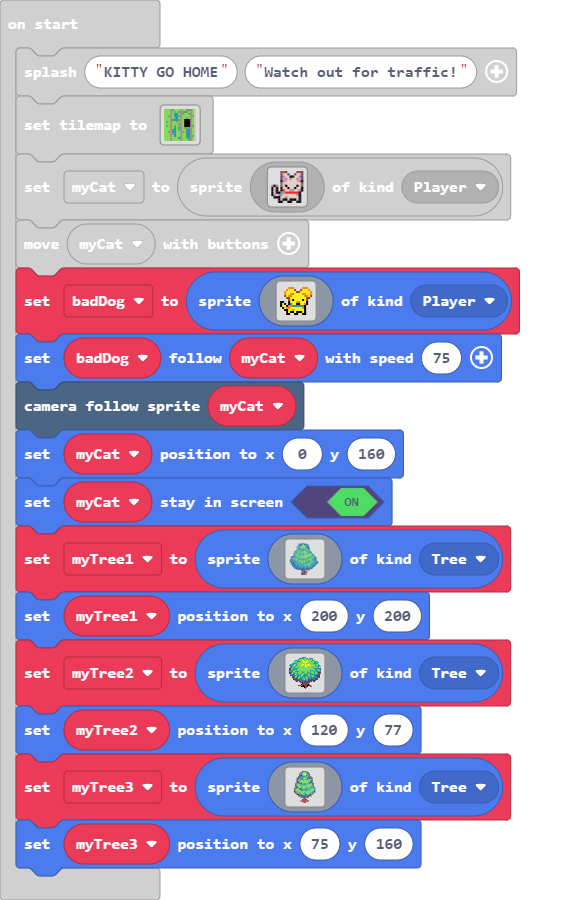 on start
splash "KITTY GO HOME" "Watch out for traffic!"
set tilemap to
set myCat to sprite of kind Player
move myCat with buttons
set badDog to sprite of kind Player
set badDog follow myCat with speed 75
camera follow sprite myCat
set myCat position to x 0 y 160
set myCat stay in screen ON
set myTree1 to sprite of kind Tree
set myTree1 position to x 200 y 200
set myTree2 to sprite of kind Tree
set myTree2 position to x 120 y 77
set myTree3 to sprite of kind Tree
set myTree3 position to x 75 y 160